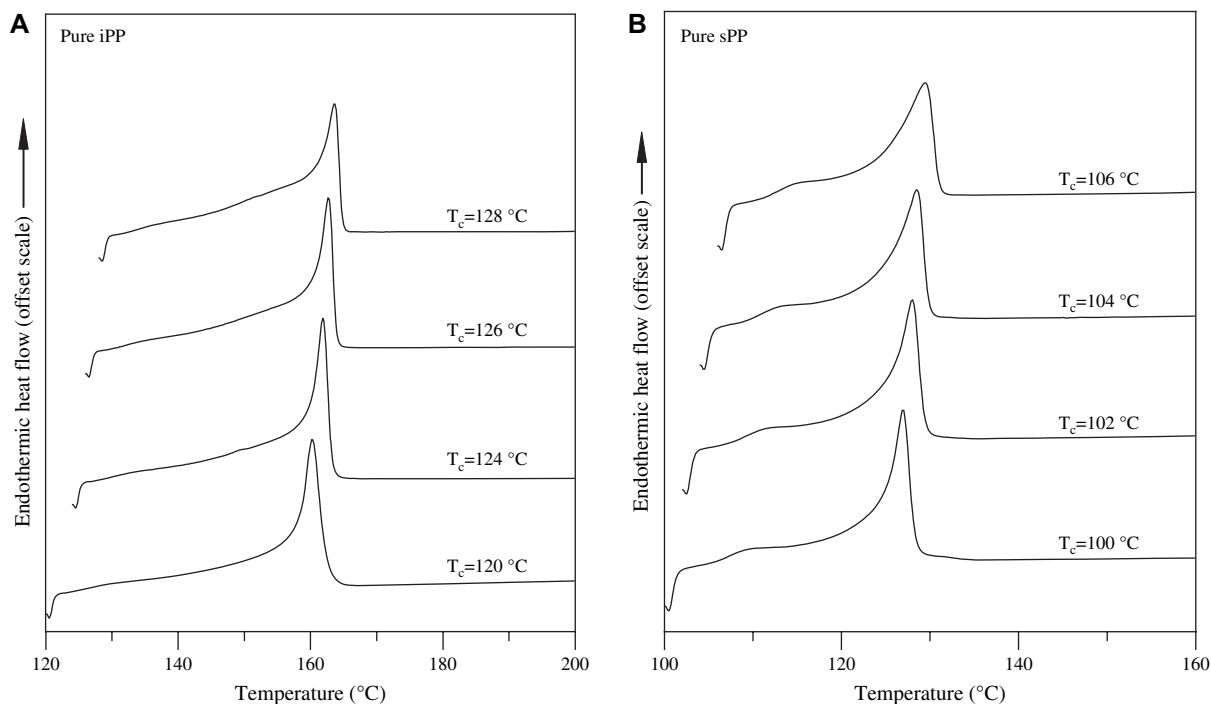 A
Pure iPP
Endothermic heat flow (offset scale)
T_c=128 °C
T_c=126 °C
T_c=124 °C
T_c=120 °C
120 140 160 180 200
Temperature (°C)
B
Pure sPP
Endothermic heat flow (offset scale)
T_c=106 °C
T_c=104 °C
T_c=102 °C
T_c=100 °C
100 120 140 160
Temperature (°C)